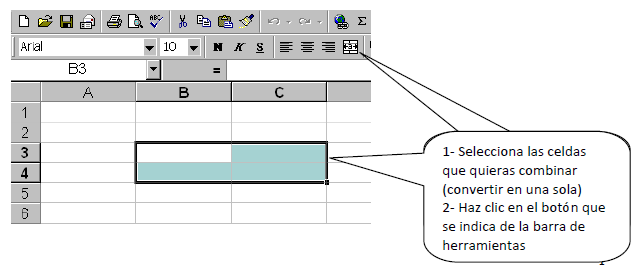 ABC
Σ
Arial 10 N K S
B3 =
A B C
1
2
3
4
5
6
1- Selecciona las celdas
que quieras combinar
(convertir en una sola)
2- Haz clic en el botón que
se indica de la barra de
herramientas